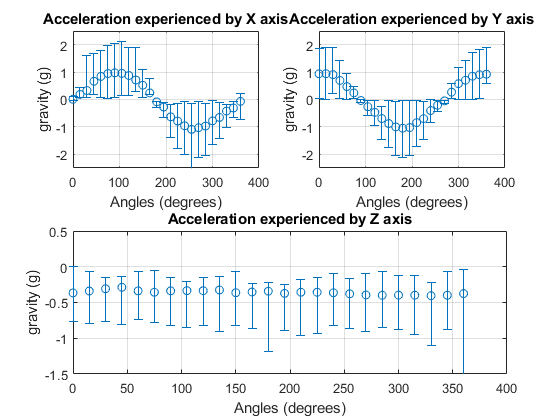 Acceleration experienced by X axis
Acceleration experienced by Y axis
gravity (g)
2
1
0
-1
-2
0 100 200 300 400
Angles (degrees)
gravity (g)
2
1
0
-1
-2
0 100 200 300 400
Angles (degrees)
Acceleration experienced by Z axis
gravity (g)
0.5
0
-0.5
-1
-1.5
0 50 100 150 200 250 300 350 400
Angles (degrees)